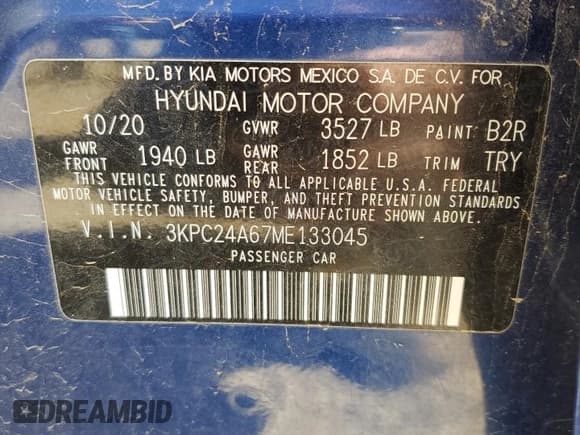 MFD. BY KIA MOTORS MEXICO S.A. DE C.V. FOR
HYUNDAI MOTOR COMPANY
10/20 GVWR 3527 LB PAINT B2R
GAWR FRONT 1940 LB GAWR REAR 1852 LB TRIM TRY
THIS VEHICLE CONFORMS TO ALL APPLICABLE U.S.A. FEDERAL
MOTOR VEHICLE SAFETY, BUMPER, AND THEFT PREVENTION STANDARDS
IN EFFECT ON THE DATE OF MANUFACTURE SHOWN ABOVE.
V.I.N. 3KPC24A67ME133045
PASSENGER CAR
DREAMBID